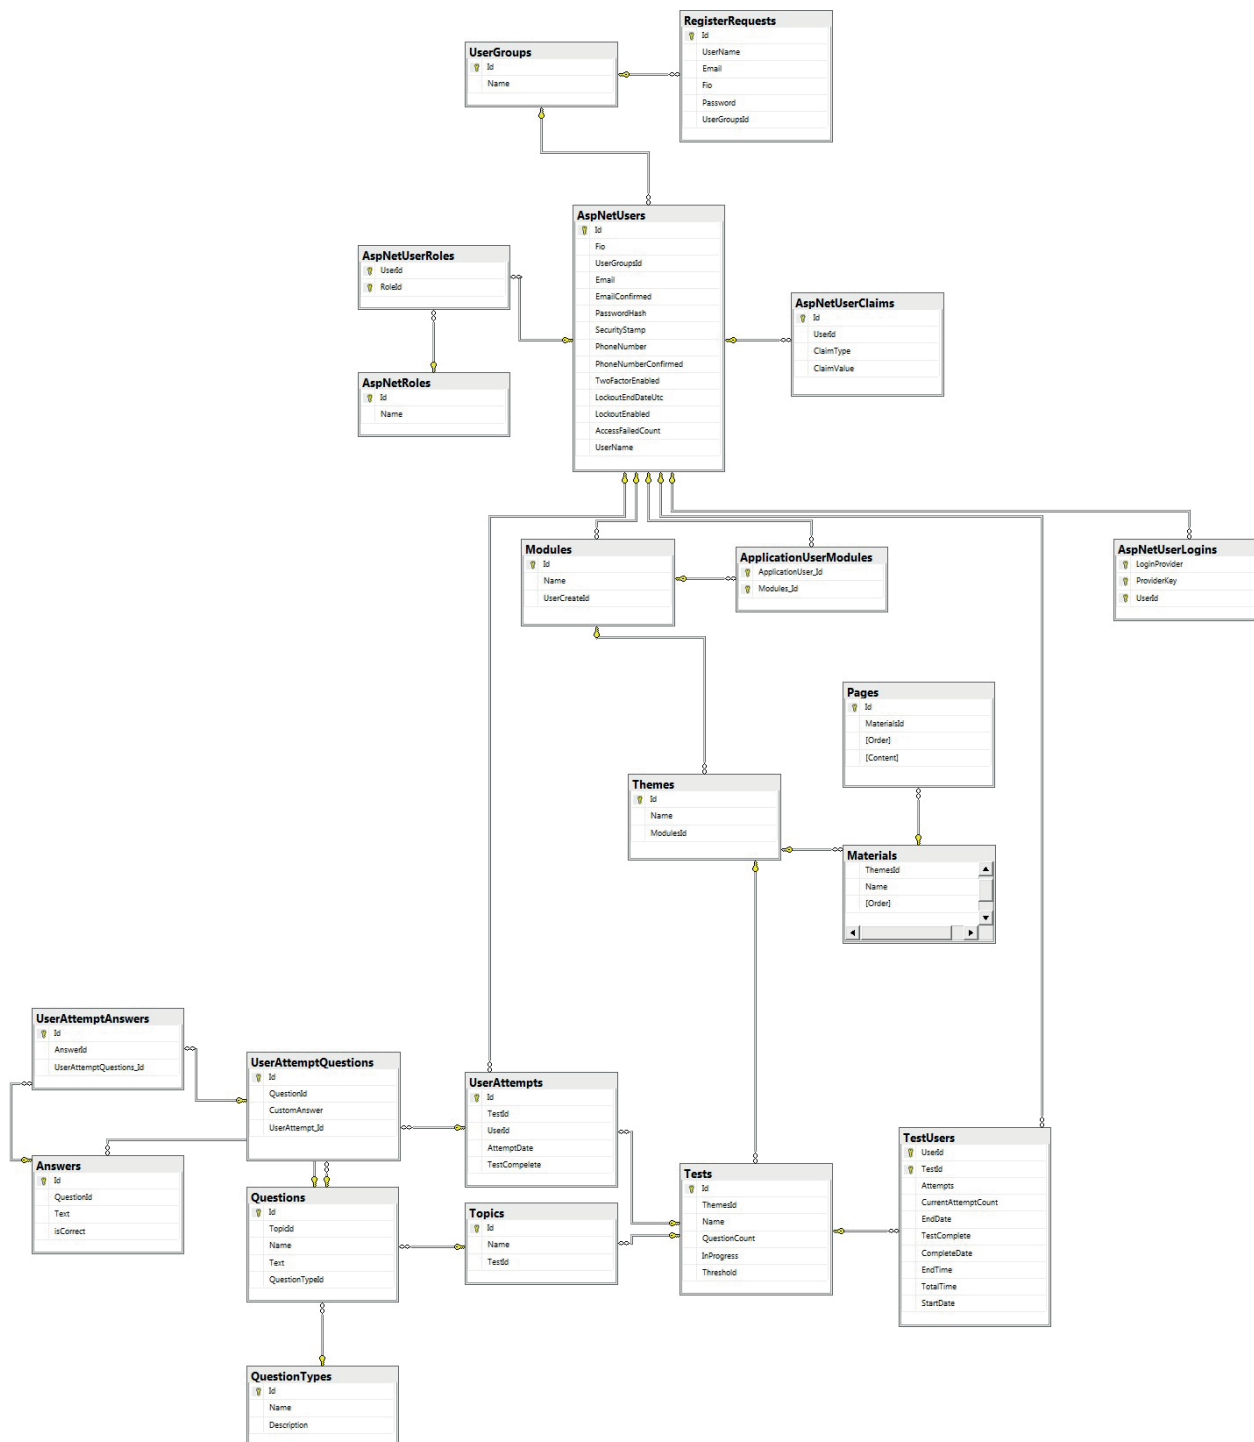 RegisterRequests
Id
UserName
Email
Fio
Password
UserGroupsId
UserGroups
Id
Name
AspNetUsers
Id
Fio
UserGroupsId
Email
EmailConfirmed
PasswordHash
SecurityStamp
PhoneNumber
PhoneNumberConfirmed
TwoFactorEnabled
LockoutEndDateUtc
LockoutEnabled
AccessFailedCount
UserName
AspNetUserRoles
UserId
RoleId
AspNetUserClaims
Id
UserId
ClaimType
ClaimValue
AspNetRoles
Id
Name
Modules
Id
Name
UserCreateId
ApplicationUserModules
ApplicationUser_Id
Modules_Id
AspNetUserLogins
LoginProvider
ProviderKey
UserId
Pages
Id
MaterialsId
[Order]
[Content]
Themes
Id
Name
ModulesId
Materials
ThemesId
Name
[Order]
UserAttemptAnswers
Id
AnswerId
UserAttemptQuestions_Id
UserAttemptQuestions
Id
QuestionId
CustomAnswer
UserAttempt_Id
UserAttempts
Id
TestId
UserId
AttemptDate
TestCompelete
TestUsers
UserId
TestId
Attempts
CurrentAttemptCount
EndDate
TestComplete
CompleteDate
EndTime
TotalTime
StartDate
Answers
Id
QuestionId
Text
isCorrect
Tests
Id
ThemesId
Name
QuestionCount
InProgress
Threshold
Questions
Id
TopicId
Name
Text
QuestionTypeId
Topics
Id
Name
TestId
QuestionTypes
Id
Name
Description